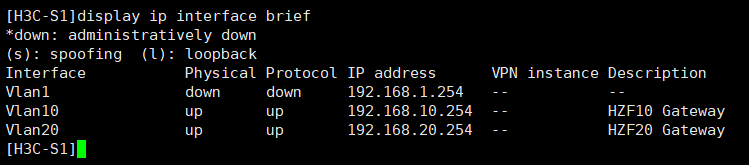 [H3C-S1]display ip interface brief
*down: administratively down
(s): spoofing  (l): loopback
Interface           Physical Protocol IP address      VPN instance Description
Vlan1               down     down     192.168.1.254   --           --
Vlan10              up       up       192.168.10.254  --           HZF10 Gateway
Vlan20              up       up       192.168.20.254  --           HZF20 Gateway
[H3C-S1]